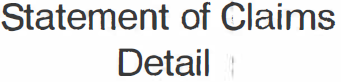 Statement of Claims
Detail